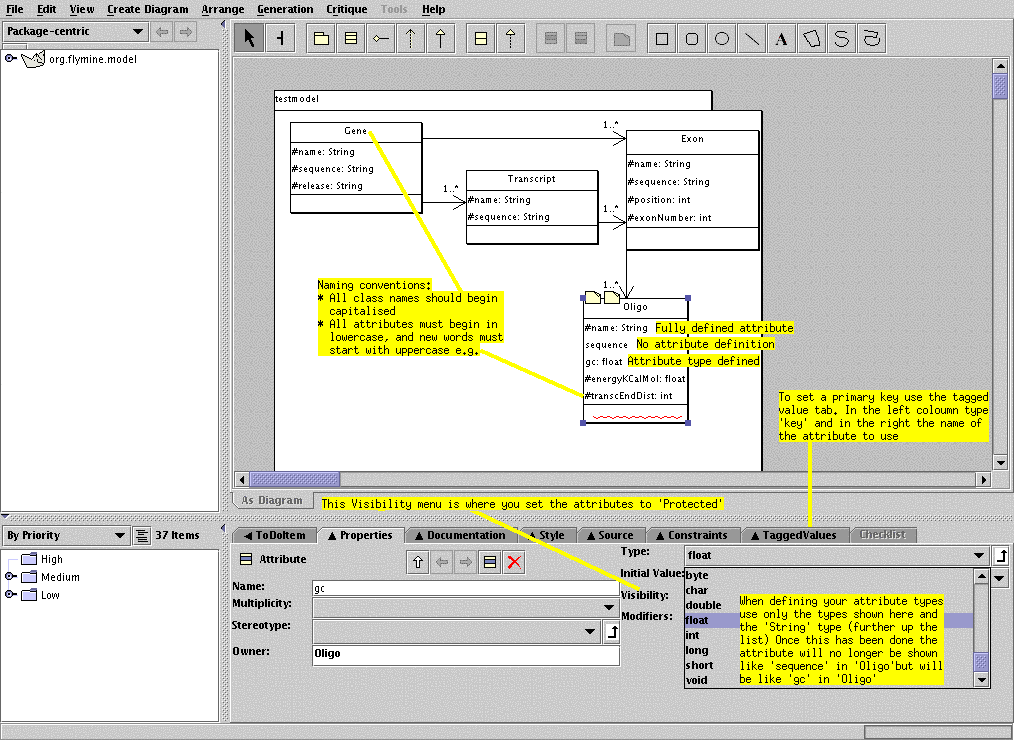 File Edit View Create Diagram Arrange Generation Critique Tools Help
Package-centric
org.flymine.model
A
testmodel
Gene
#name: String
#sequence: String
#release: String
1..*
1..*
1..*
1..*
Transcript
#name: String
#sequence: String
Exon
#name: String
#sequence: String
#position: int
#exonNumber: int
Naming conventions:
* All class names should begin
capitalised
* All attributes must begin in
lowercase, and new words must
start with uppercase e.g.
Oligo
#name: String Fully defined attribute
sequence No attribute definition
gc: float Attribute type defined
#energyKCalMol: float
#transcEndDist: int
To set a primary key use the tagged
value tab. In the left coloumn type
'key' and in the right the name of
the attribute to use
As Diagram
This Visibility menu is where you set the attributes to 'Protected'
By Priority
37 Items
High
Medium
Low
ToDoItem Properties Documentation Style Source Constraints TaggedValues Checklist
Attribute
Name: gc
Multiplicity:
Stereotype:
Owner: Oligo
Type: float
Initial Value:
Visibility:
Modifiers:
byte
char
double
float
int
long
short
void
When defining your attribute types
use only the types shown here and
the 'String' type (further up the
list) Once this has been done the
attribute will no longer be shown
like 'sequence' in 'Oligo'but will
be like 'gc' in 'Oligo'